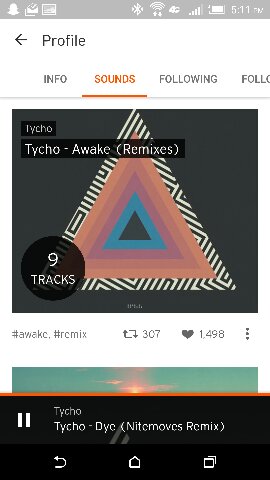 5:11 PM
Profile
INFO
SOUNDS
FOLLOWING
FOLLO
Tycho
Tycho - Awake (Remixes)
9
TRACKS
#awake, #remix
307
1,498
Tycho
Tycho - Dye (Nitemoves Remix)